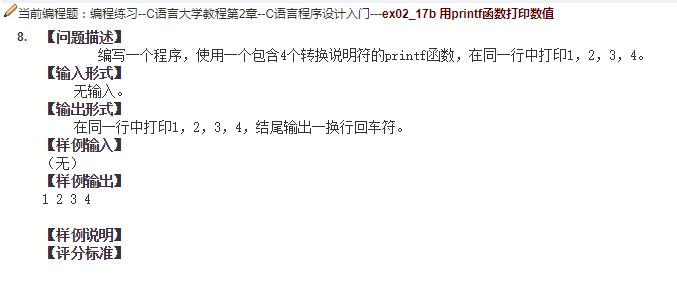 当前编程题：编程练习--C语言大学教程第2章--C语言程序设计入门---ex02_17b 用printf函数打印数值
8. 【问题描述】
编写一个程序，使用一个包含4个转换说明符的printf函数，在同一行中打印1，2，3，4。
【输入形式】
无输入。
【输出形式】
在同一行中打印1，2，3，4，结尾输出一换行回车符。
【样例输入】
（无）
【样例输出】
1 2 3 4
【样例说明】
【评分标准】